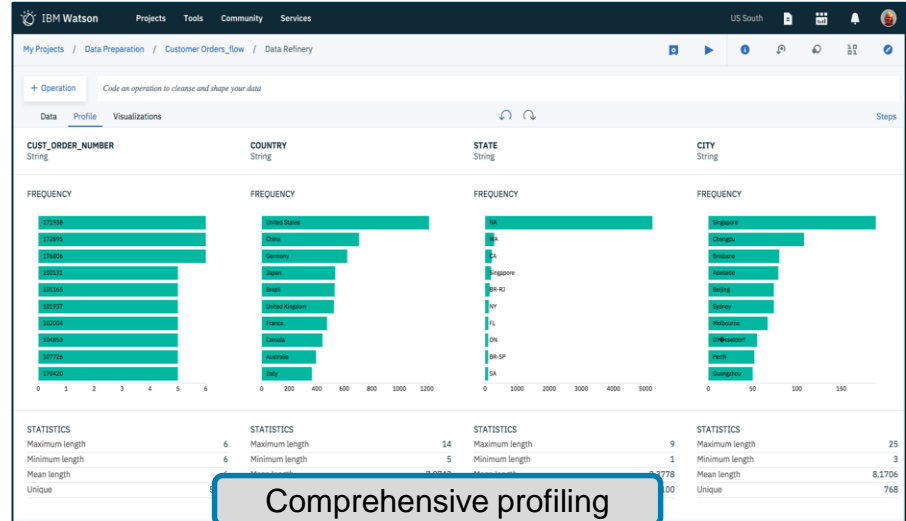 IBM Watson Projects Tools Community Services US South
My Projects / Data Preparation / Customer Orders_flow / Data Refinery
+ Operation Code an operation to cleanse and shape your data
Data Profile Visualizations Steps
CUST_ORDER_NUMBER COUNTRY STATE CITY
String String String String
FREQUENCY FREQUENCY FREQUENCY FREQUENCY
171938 United States NA Singapore
172695 China WA Chengdu
176806 Germany CA Brisbane
100131 Japan Singapore Adelaide
101165 Brazil BR-RJ Beijing
101937 United Kingdom NY Sydney
102004 France FL Melbourne
104853 Canada ON D?�sseldorf
107726 Australia BR-SP Perth
170420 Italy SA Guangzhou
0 1 2 3 4 5 6 0 200 400 600 800 1000 1200 0 1000 2000 3000 4000 5000 0 50 100 150
STATISTICS STATISTICS STATISTICS STATISTICS
Maximum length 6 Maximum length 14 Maximum length 9 Maximum length 25
Minimum length 6 Minimum length 5 Minimum length 1 Minimum length 3
Mean length Mean length 8.1706
Unique Unique 768
Comprehensive profiling